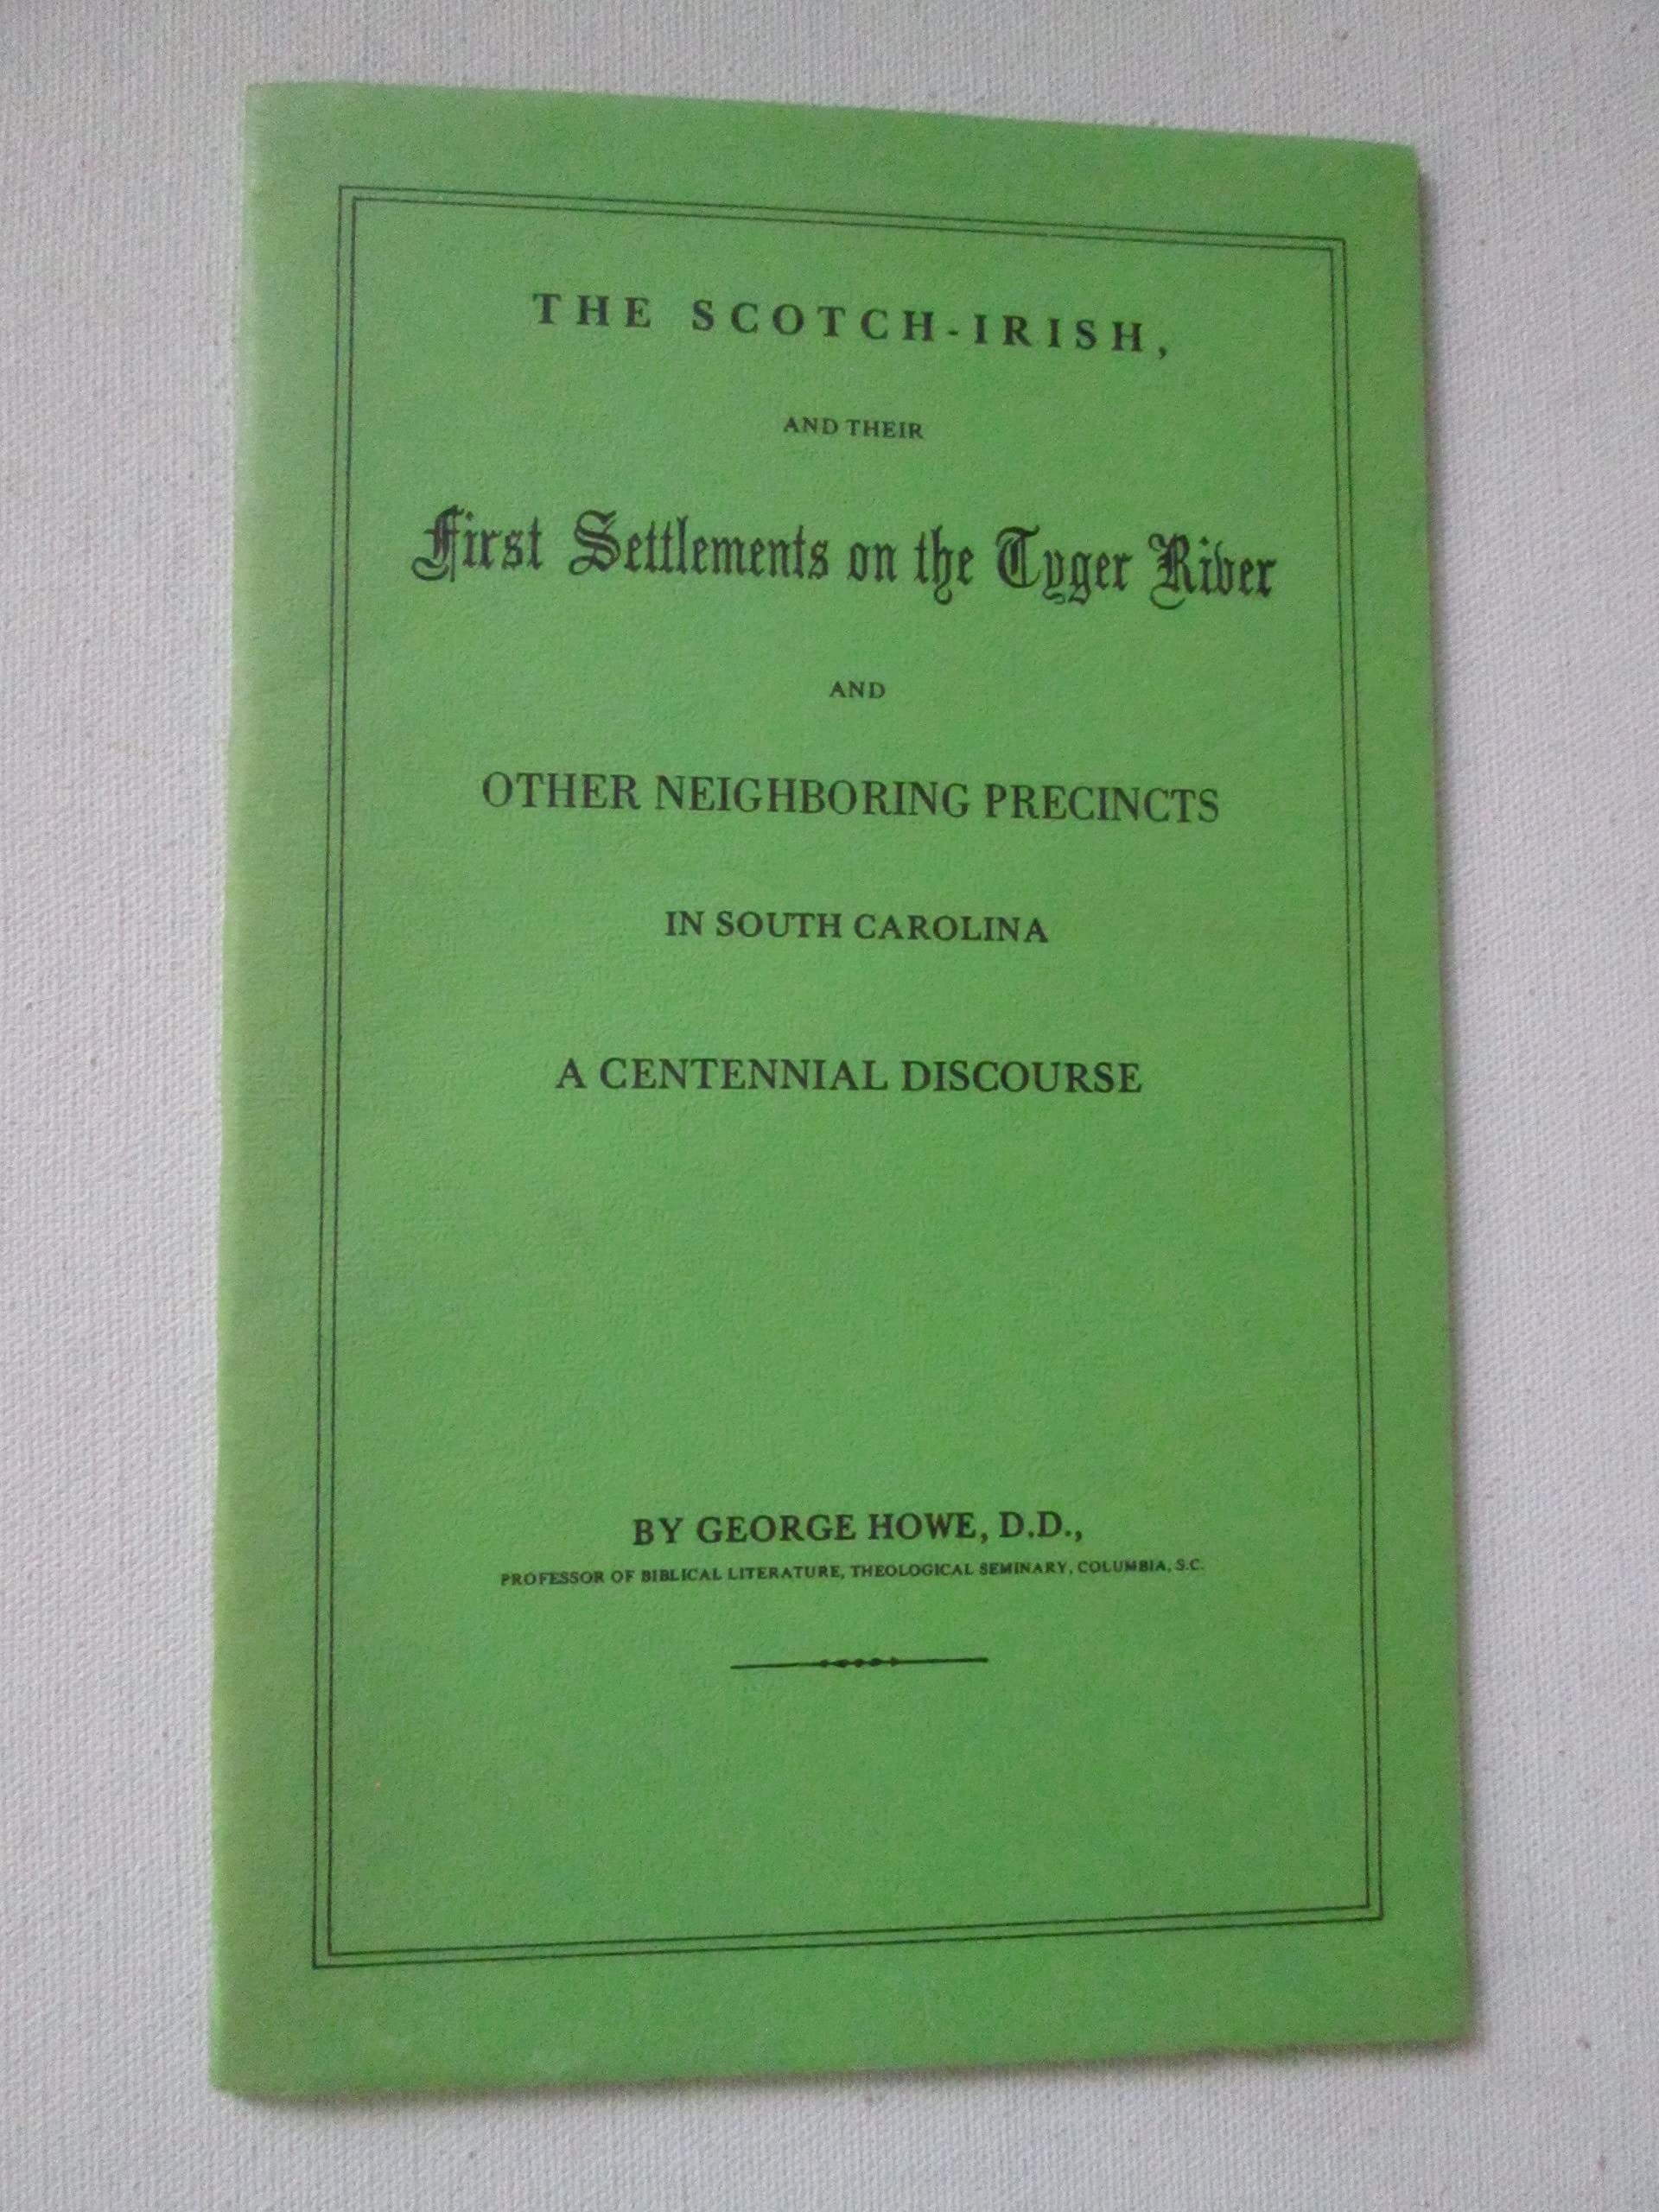 THE SCOTCH-IRISH,
AND THEIR
First Settlements on the Tyger River
AND
OTHER NEIGHBORING PRECINCTS
IN SOUTH CAROLINA
A CENTENNIAL DISCOURSE
BY GEORGE HOWE, D.D.,
PROFESSOR OF BIBLICAL LITERATURE, THEOLOGICAL SEMINARY, COLUMBIA, S.C.